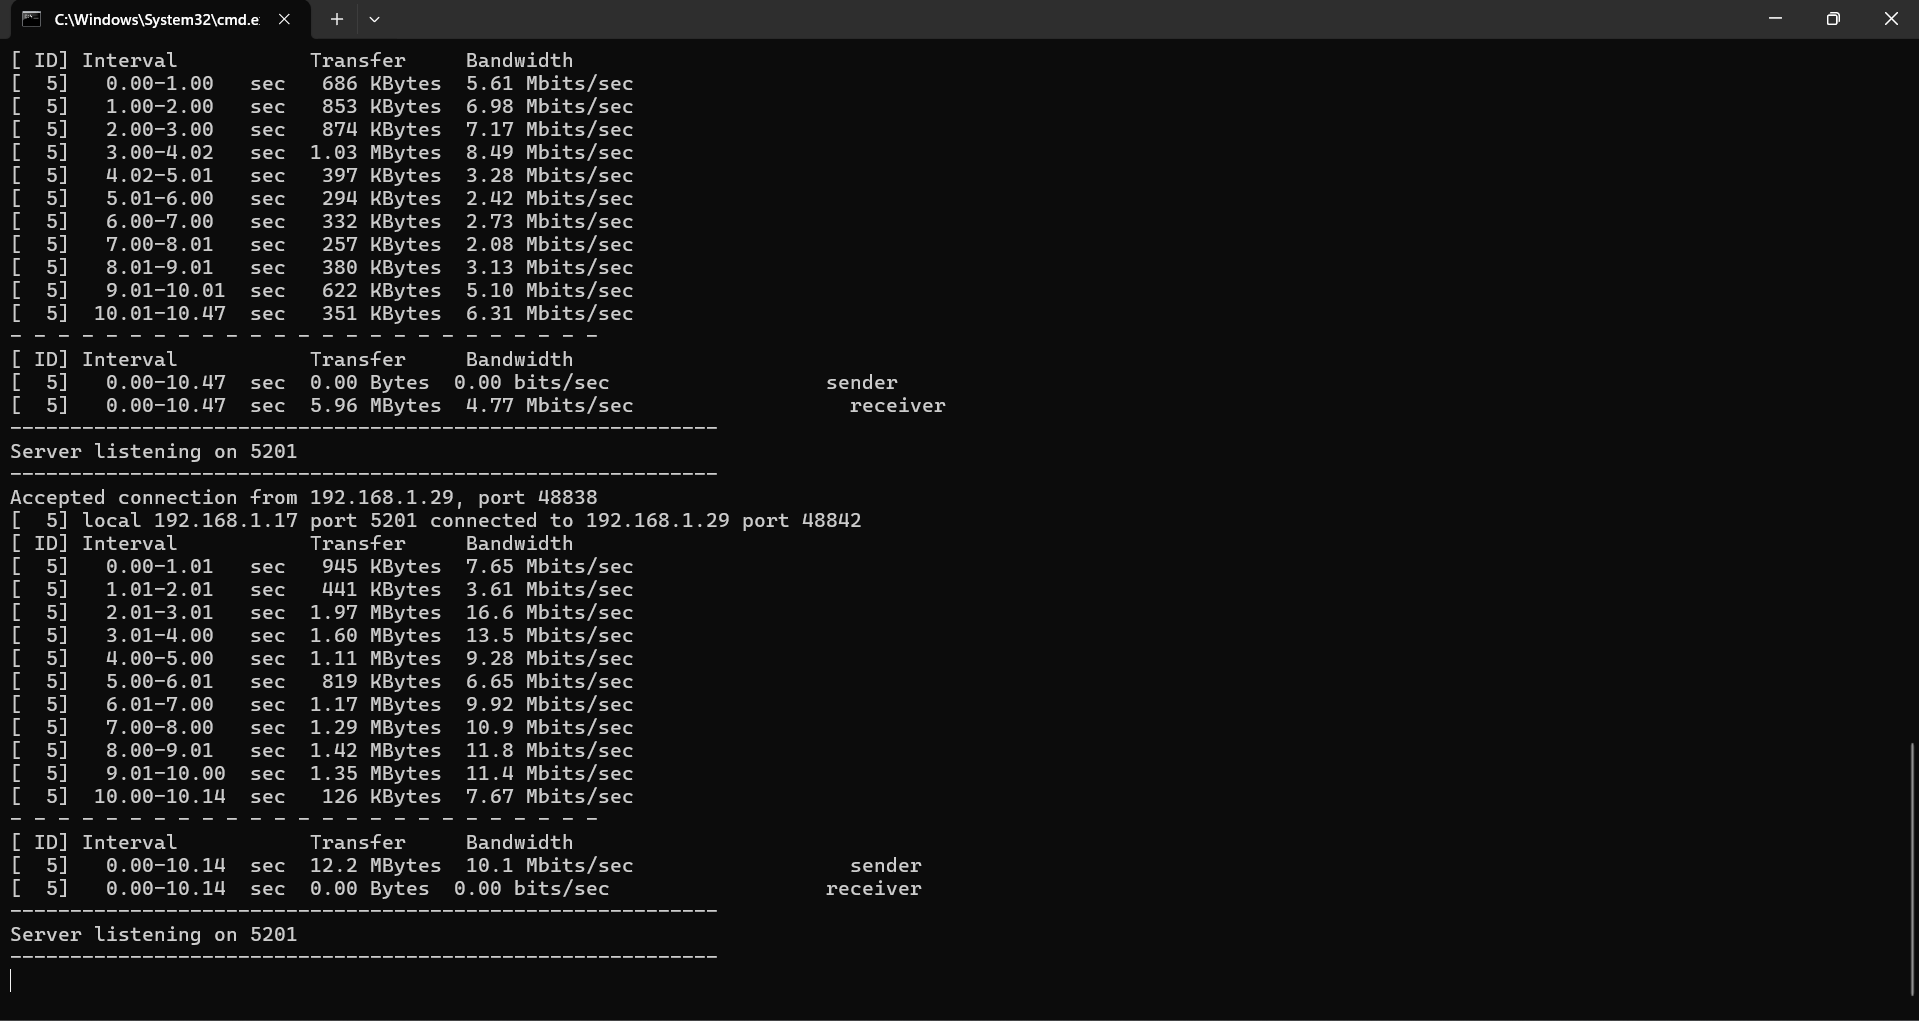 C:\Windows\System32\cmd.e
[ ID] Interval           Transfer     Bandwidth
[  5]   0.00-1.00   sec   686 KBytes  5.61 Mbits/sec
[  5]   1.00-2.00   sec   853 KBytes  6.98 Mbits/sec
[  5]   2.00-3.00   sec   874 KBytes  7.17 Mbits/sec
[  5]   3.00-4.02   sec  1.03 MBytes  8.49 Mbits/sec
[  5]   4.02-5.01   sec   397 KBytes  3.28 Mbits/sec
[  5]   5.01-6.00   sec   294 KBytes  2.42 Mbits/sec
[  5]   6.00-7.00   sec   332 KBytes  2.73 Mbits/sec
[  5]   7.00-8.01   sec   257 KBytes  2.08 Mbits/sec
[  5]   8.01-9.01   sec   380 KBytes  3.13 Mbits/sec
[  5]   9.01-10.01  sec   622 KBytes  5.10 Mbits/sec
[  5]  10.01-10.47  sec   351 KBytes  6.31 Mbits/sec
- - - - - - - - - - - - - - - - - - - - - - - - -
[ ID] Interval           Transfer     Bandwidth
[  5]   0.00-10.47  sec  0.00 Bytes  0.00 bits/sec                  sender
[  5]   0.00-10.47  sec  5.96 MBytes  4.77 Mbits/sec                  receiver
-----------------------------------------------------------
Server listening on 5201
-----------------------------------------------------------
Accepted connection from 192.168.1.29, port 48838
[  5] local 192.168.1.17 port 5201 connected to 192.168.1.29 port 48842
[ ID] Interval           Transfer     Bandwidth
[  5]   0.00-1.01   sec   945 KBytes  7.65 Mbits/sec
[  5]   1.01-2.01   sec   441 KBytes  3.61 Mbits/sec
[  5]   2.01-3.01   sec  1.97 MBytes  16.6 Mbits/sec
[  5]   3.01-4.00   sec  1.60 MBytes  13.5 Mbits/sec
[  5]   4.00-5.00   sec  1.11 MBytes  9.28 Mbits/sec
[  5]   5.00-6.01   sec   819 KBytes  6.65 Mbits/sec
[  5]   6.01-7.00   sec  1.17 MBytes  9.92 Mbits/sec
[  5]   7.00-8.00   sec  1.29 MBytes  10.9 Mbits/sec
[  5]   8.00-9.01   sec  1.42 MBytes  11.8 Mbits/sec
[  5]   9.01-10.00  sec  1.35 MBytes  11.4 Mbits/sec
[  5]  10.00-10.14  sec   126 KBytes  7.67 Mbits/sec
- - - - - - - - - - - - - - - - - - - - - - - - -
[ ID] Interval           Transfer     Bandwidth
[  5]   0.00-10.14  sec  12.2 MBytes  10.1 Mbits/sec                  sender
[  5]   0.00-10.14  sec  0.00 Bytes  0.00 bits/sec                  receiver
-----------------------------------------------------------
Server listening on 5201
-----------------------------------------------------------